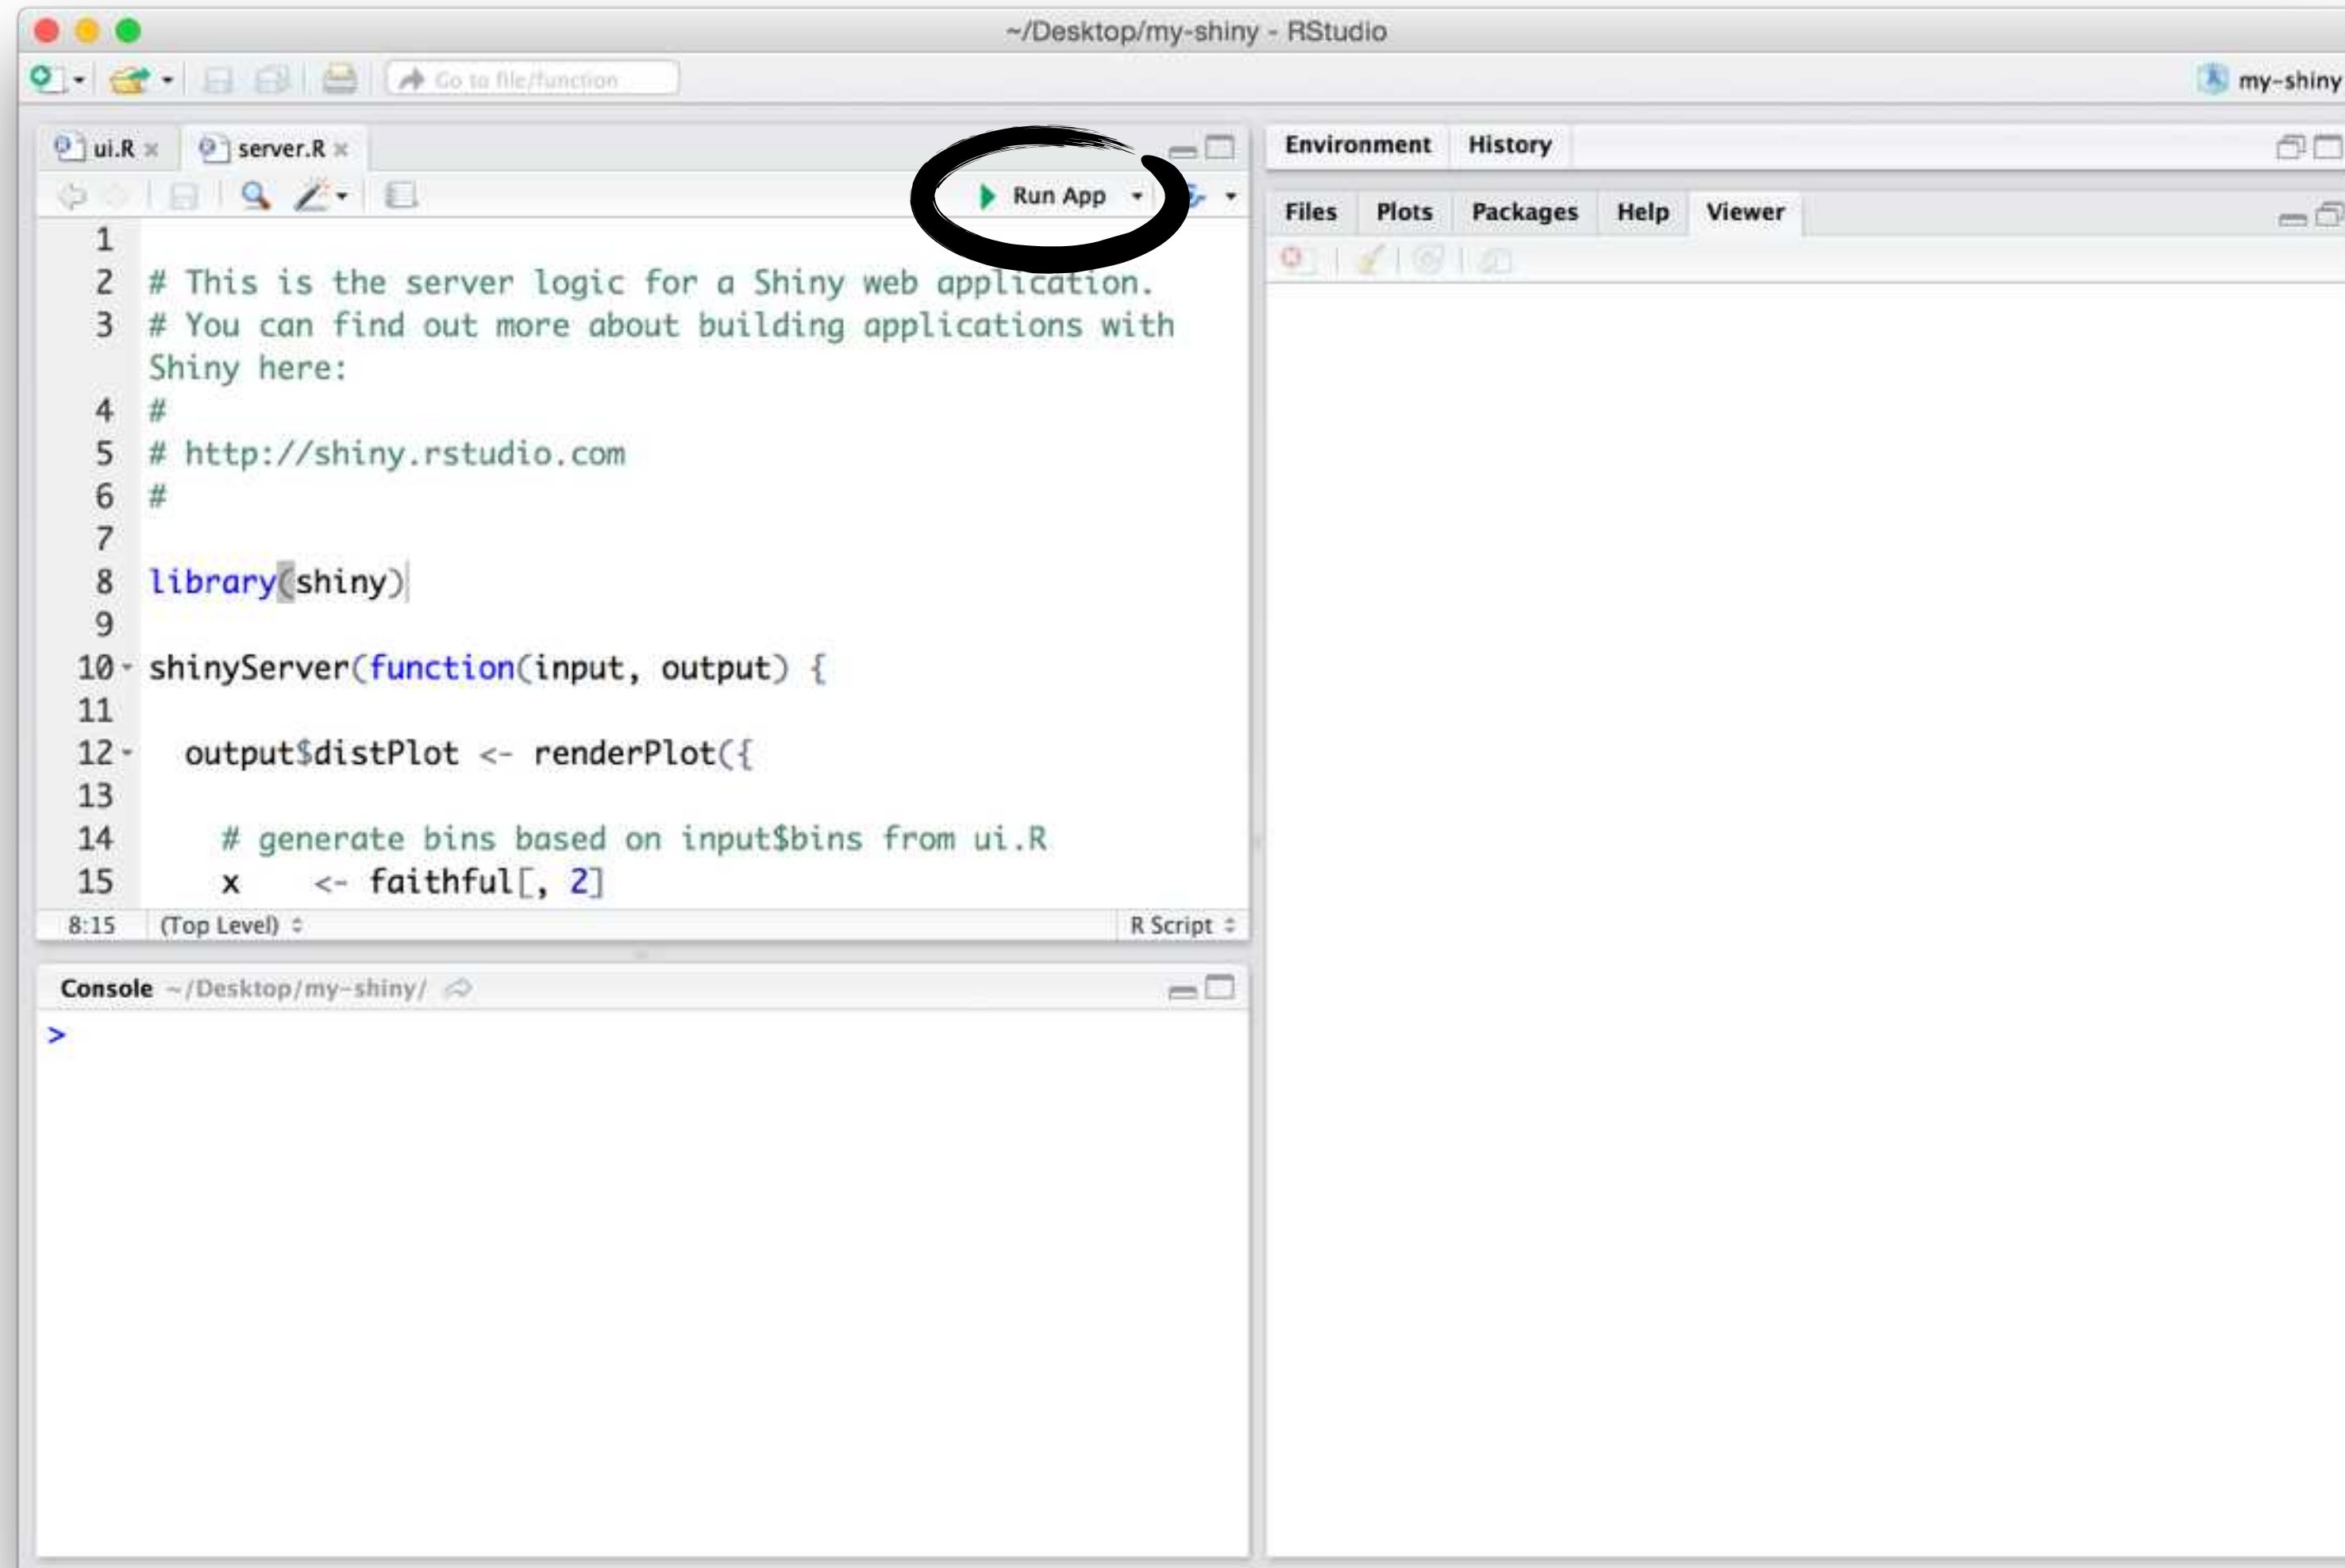 ~/Desktop/my-shiny - RStudio
Go to file/function
my-shiny
ui.R × server.R ×
Run App
1
2 # This is the server logic for a Shiny web application.
3 # You can find out more about building applications with
Shiny here:
4 #
5 # http://shiny.rstudio.com
6 #
7
8 library(shiny)
9
10 shinyServer(function(input, output) {
11
12 output$distPlot <- renderPlot({
13
14 # generate bins based on input$bins from ui.R
15 x    <- faithful[, 2]
8:15 (Top Level) R Script
Console ~/Desktop/my-shiny/
>
Environment History
Files Plots Packages Help Viewer